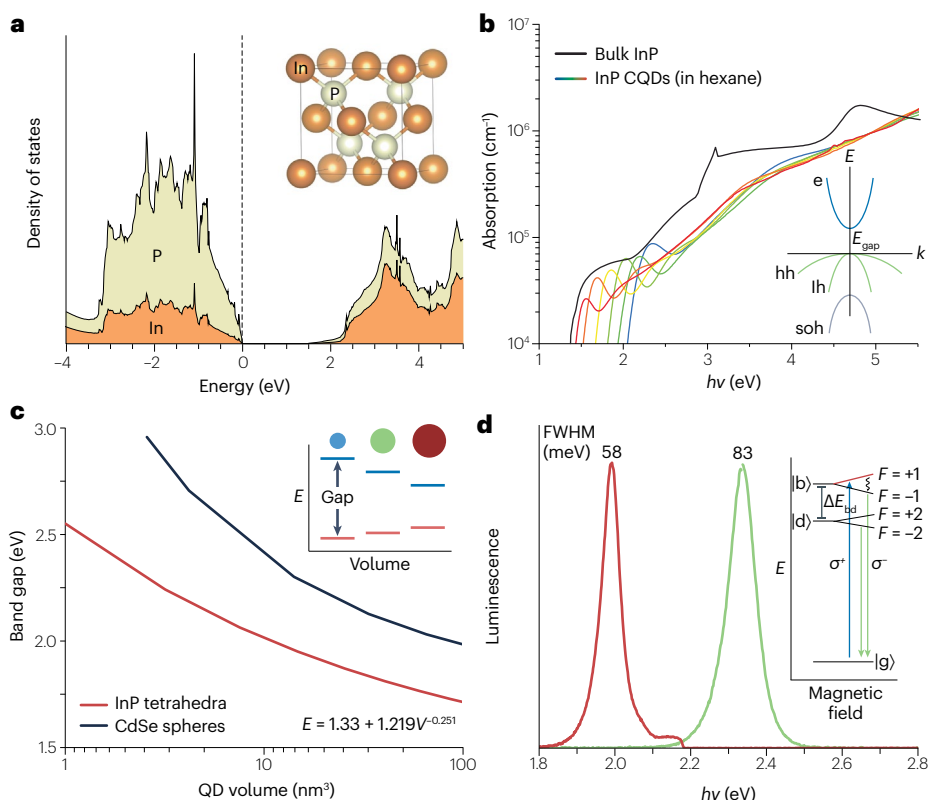 a
Density of states
In
P
P
In
−4
−2
0
2
4
Energy (eV)
b
Absorption (cm⁻¹)
10⁷
10⁶
10⁵
10⁴
Bulk InP
InP CQDs (in hexane)
E
e
E_gap
k
hh
lh
soh
1
2
3
4
5
hν (eV)
c
Band gap (eV)
3.0
2.5
2.0
1.5
E
Gap
Volume
InP tetrahedra
CdSe spheres
E = 1.33 + 1.219V^−0.251
1
10
100
QD volume (nm³)
d
Luminescence
FWHM
(meV) 58
83
|b⟩
ΔE_bd
|d⟩
F = +1
F = −1
F = +2
F = −2
E
σ⁺
σ⁻
|g⟩
Magnetic
field
1.8
2.0
2.2
2.4
2.6
2.8
hν (eV)